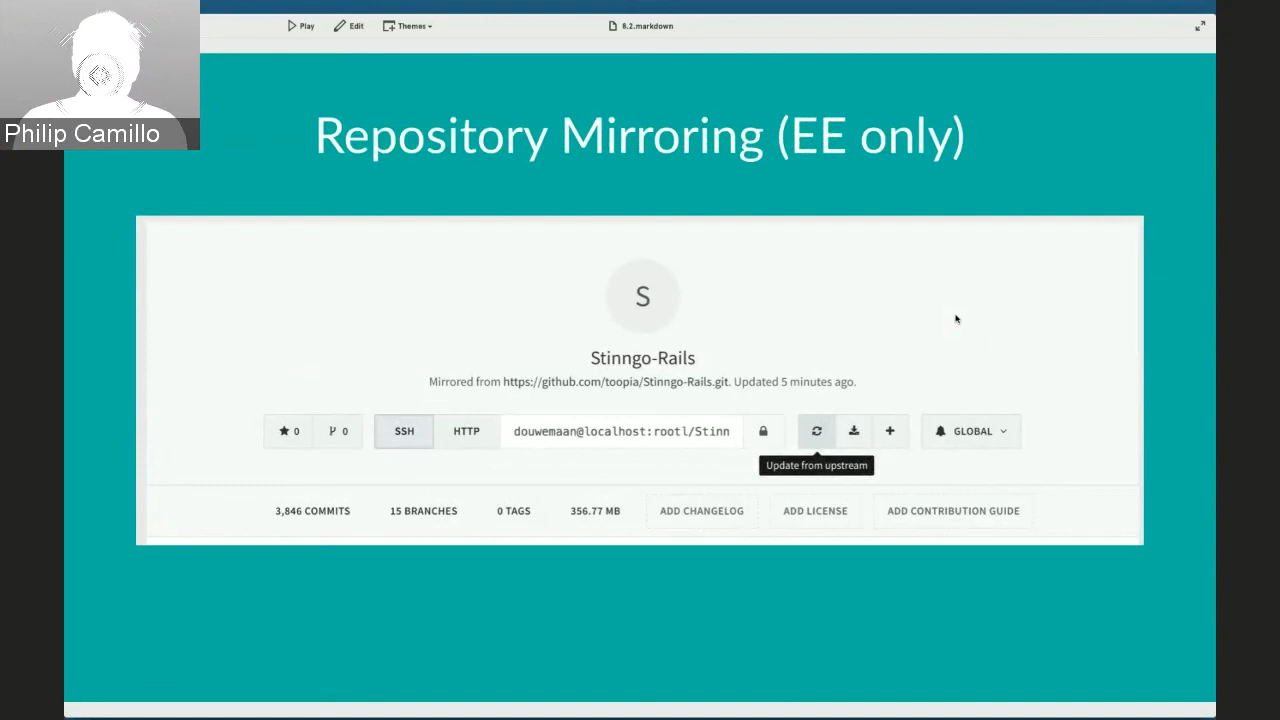 Play Edit Themes 8.2.markdown
Philip Camillo
Repository Mirroring (EE only)
S
Stinngo-Rails
Mirrored from https://github.com/toopia/Stinngo-Rails.git. Updated 5 minutes ago.
0 0 SSH HTTP douwemaan@localhost:rootl/Stinn GLOBAL
Update from upstream
3,846 COMMITS 15 BRANCHES 0 TAGS 356.77 MB ADD CHANGELOG ADD LICENSE ADD CONTRIBUTION GUIDE